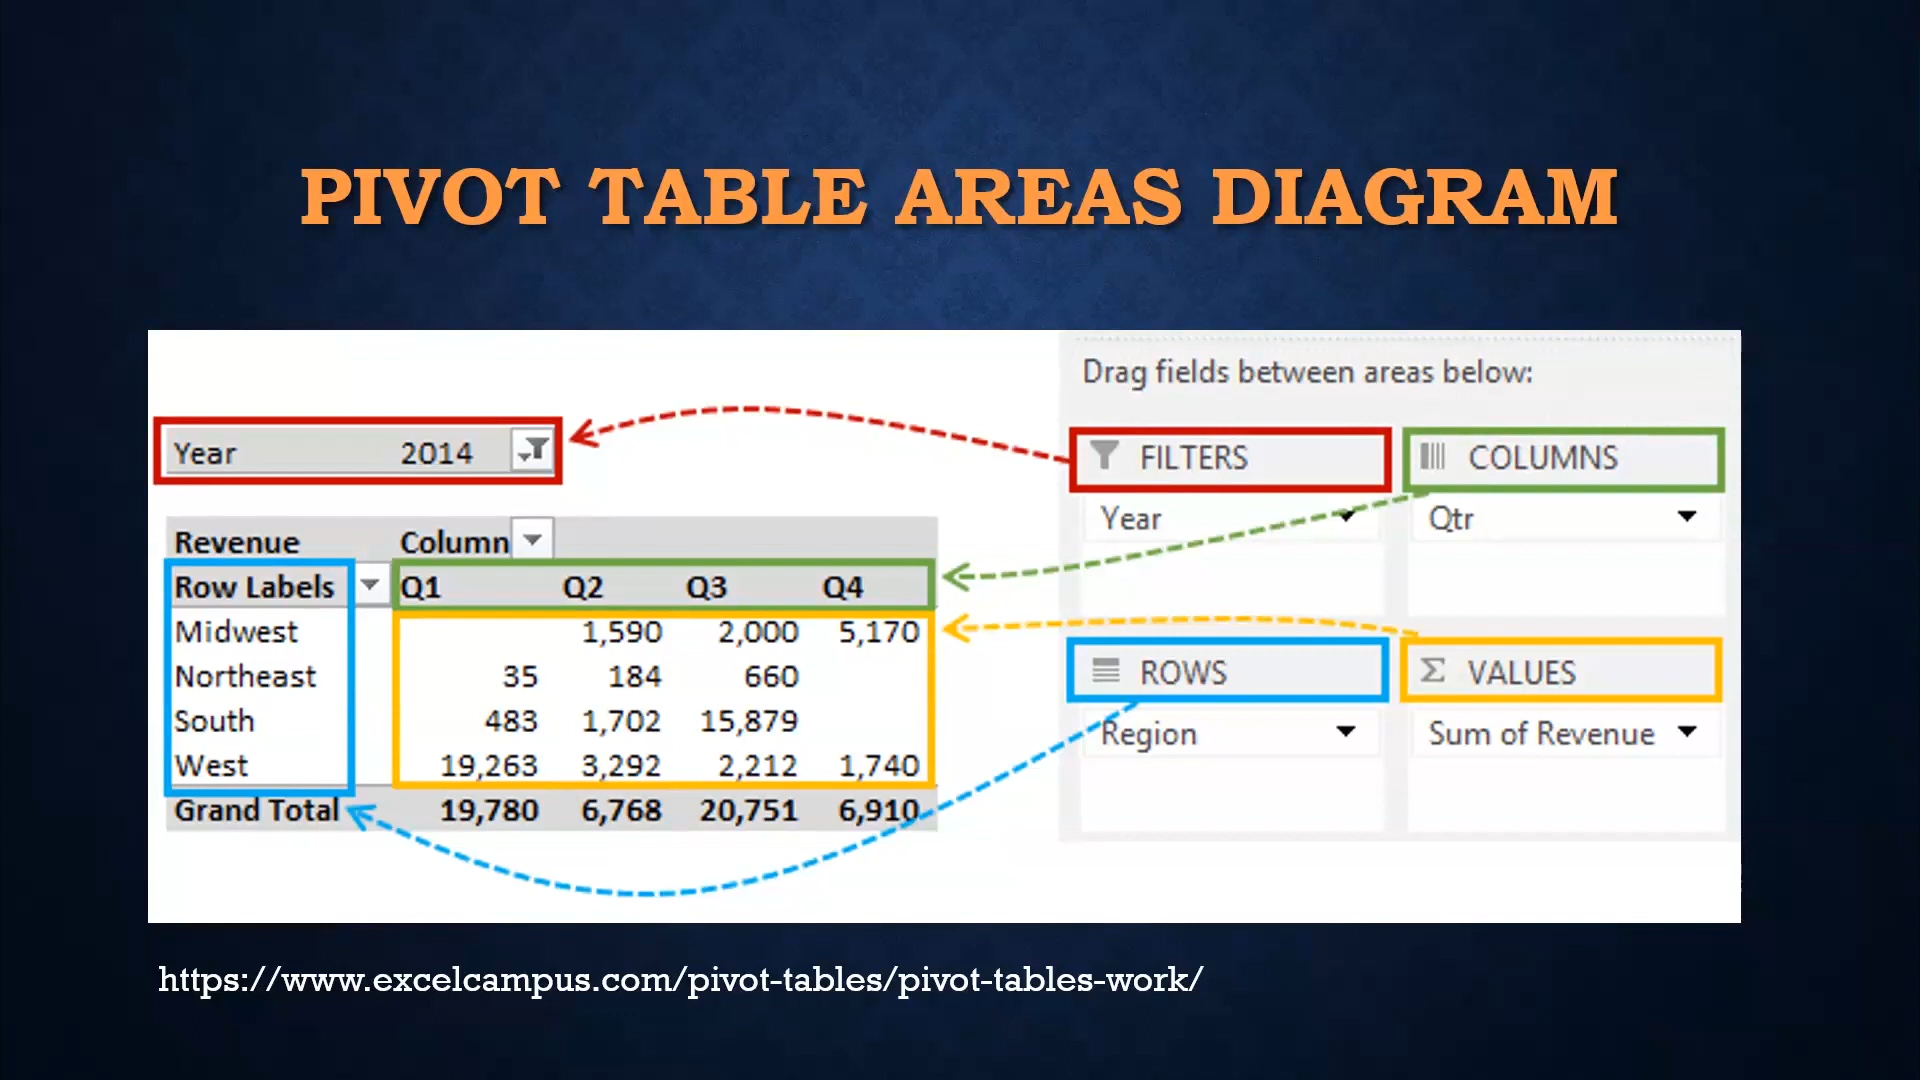 PIVOT TABLE AREAS DIAGRAM
Drag fields between areas below:
Year 2014
FILTERS COLUMNS
Year Qtr
Revenue Column
Row Labels Q1 Q2 Q3 Q4
Midwest 1,590 2,000 5,170
Northeast 35 184 660
South 483 1,702 15,879
West 19,263 3,292 2,212 1,740
Grand Total 19,780 6,768 20,751 6,910
ROWS Σ VALUES
Region Sum of Revenue
https://www.excelcampus.com/pivot-tables/pivot-tables-work/